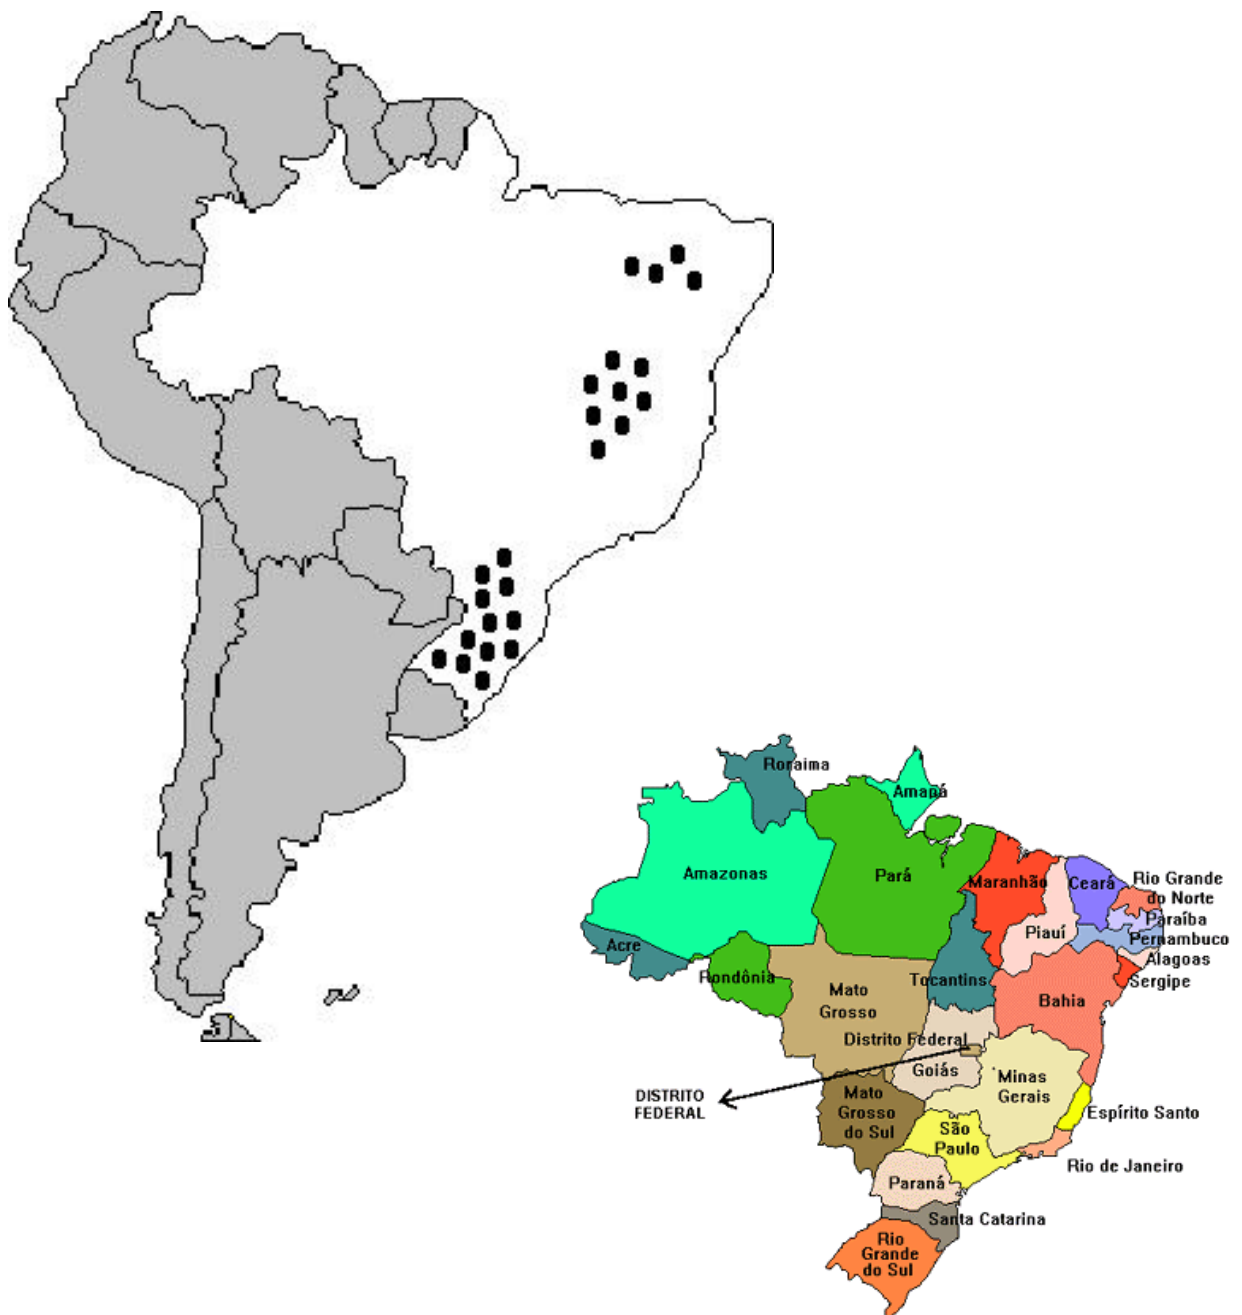 Roraima
Amapá
Amazonas
Pará
Maranhão
Ceará
Rio Grande
do Norte
Paraíba
Piauí
Pernambuco
Alagoas
Acre
Rondônia
Tocantins
Sergipe
Mato
Grosso
Bahia
Distrito Federal
Goiás
Minas
Gerais
DISTRITO
FEDERAL
Mato
Grosso
do Sul
Espírito Santo
São
Paulo
Rio de Janeiro
Paraná
Santa Catarina
Rio
Grande
do Sul